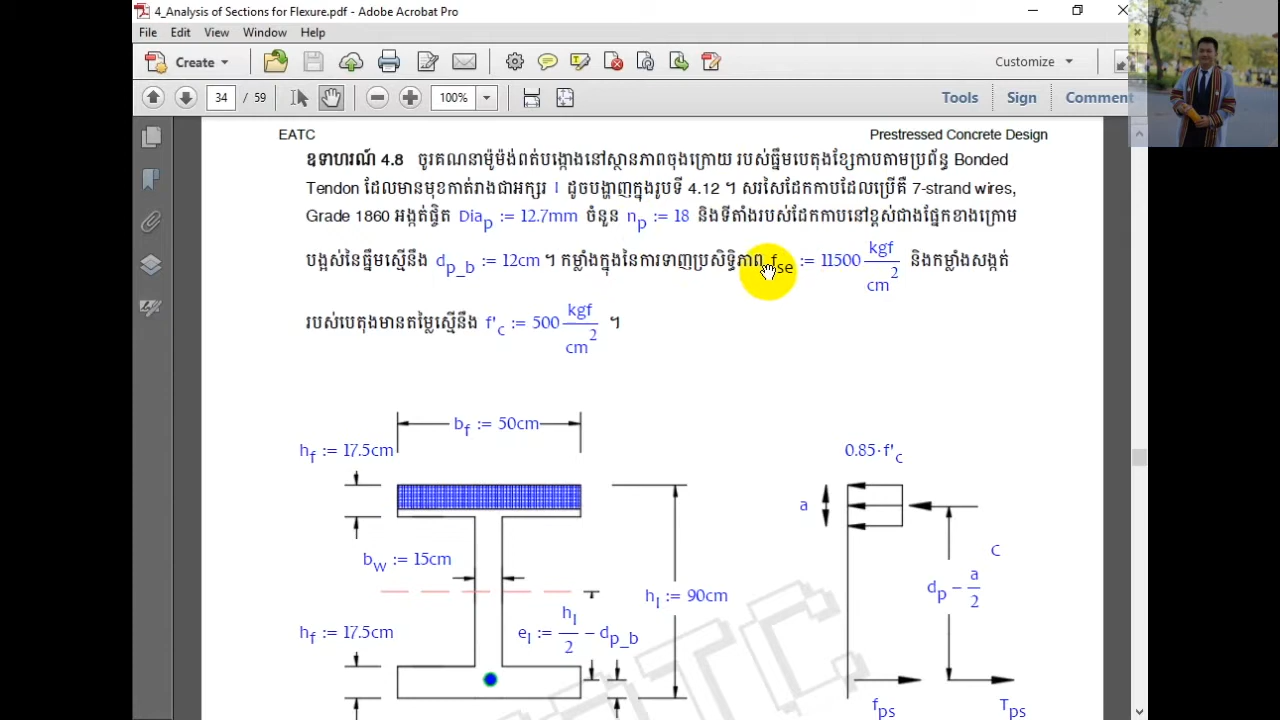 4_Analysis of Sections for Flexure.pdf - Adobe Acrobat Pro
File Edit View Window Help
Create Customize
34 / 59 100% Tools Sign Comment
EATC Prestressed Concrete Design
ឧទាហរណ៍ 4.8 ចូរគណនាម៉ូម៉ង់ពត់បង្កោងនៅស្ថានភាពចុងក្រោយ របស់ធ្នឹមបេតុងខ្សែកាបតាមប្រព័ន្ធ Bonded
Tendon ដែលមានមុខកាត់រាងជាអក្សរ I ដូចបង្ហាញក្នុងរូបទី 4.12 ។ សរសៃដែកកាបដែលប្រើគឺ 7-strand wires,
Grade 1860 អង្កត់ផ្ចិត Dia_p := 12.7mm ចំនួន n_p := 18 និងទីតាំងរបស់ដែកកាបនៅខ្ពស់ជាងផ្នែកខាងក្រោម
បង្អស់នៃធ្នឹមស្មើនឹង d_p_b := 12cm ។ កម្លាំងក្នុងនៃការទាញប្រសិទ្ធិភាព f_pse := 11500 kgf/cm² និងកម្លាំងសង្កត់
របស់បេតុងមានតម្លៃស្មើនឹង f'_c := 500 kgf/cm² ។
b_f := 50cm
h_f := 17.5cm 0.85·f'_c
a
C
b_w := 15cm
d_p − a/2
h_I := 90cm
h_f := 17.5cm e_I := h_I/2 − d_p_b
f_ps T_ps